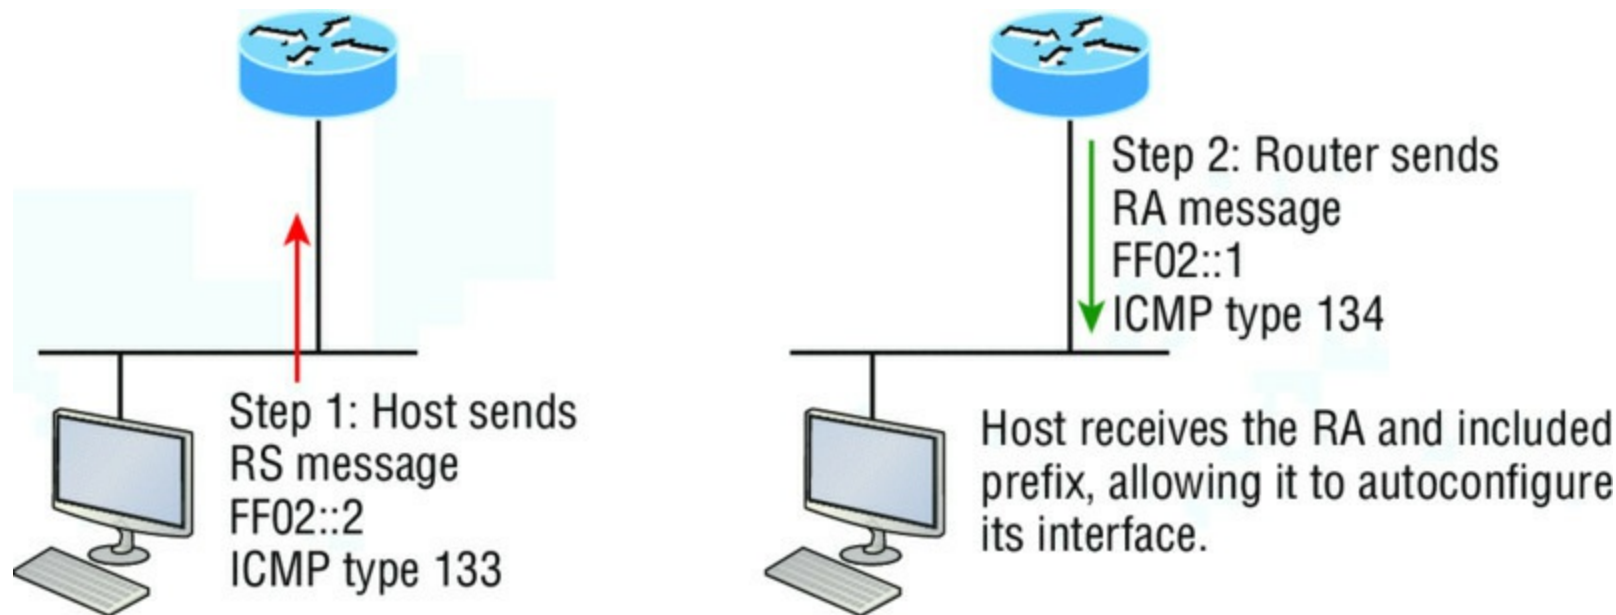 Step 1: Host sends
RS message
FF02::2
ICMP type 133
Step 2: Router sends
RA message
FF02::1
ICMP type 134
Host receives the RA and included
prefix, allowing it to autoconfigure
its interface.